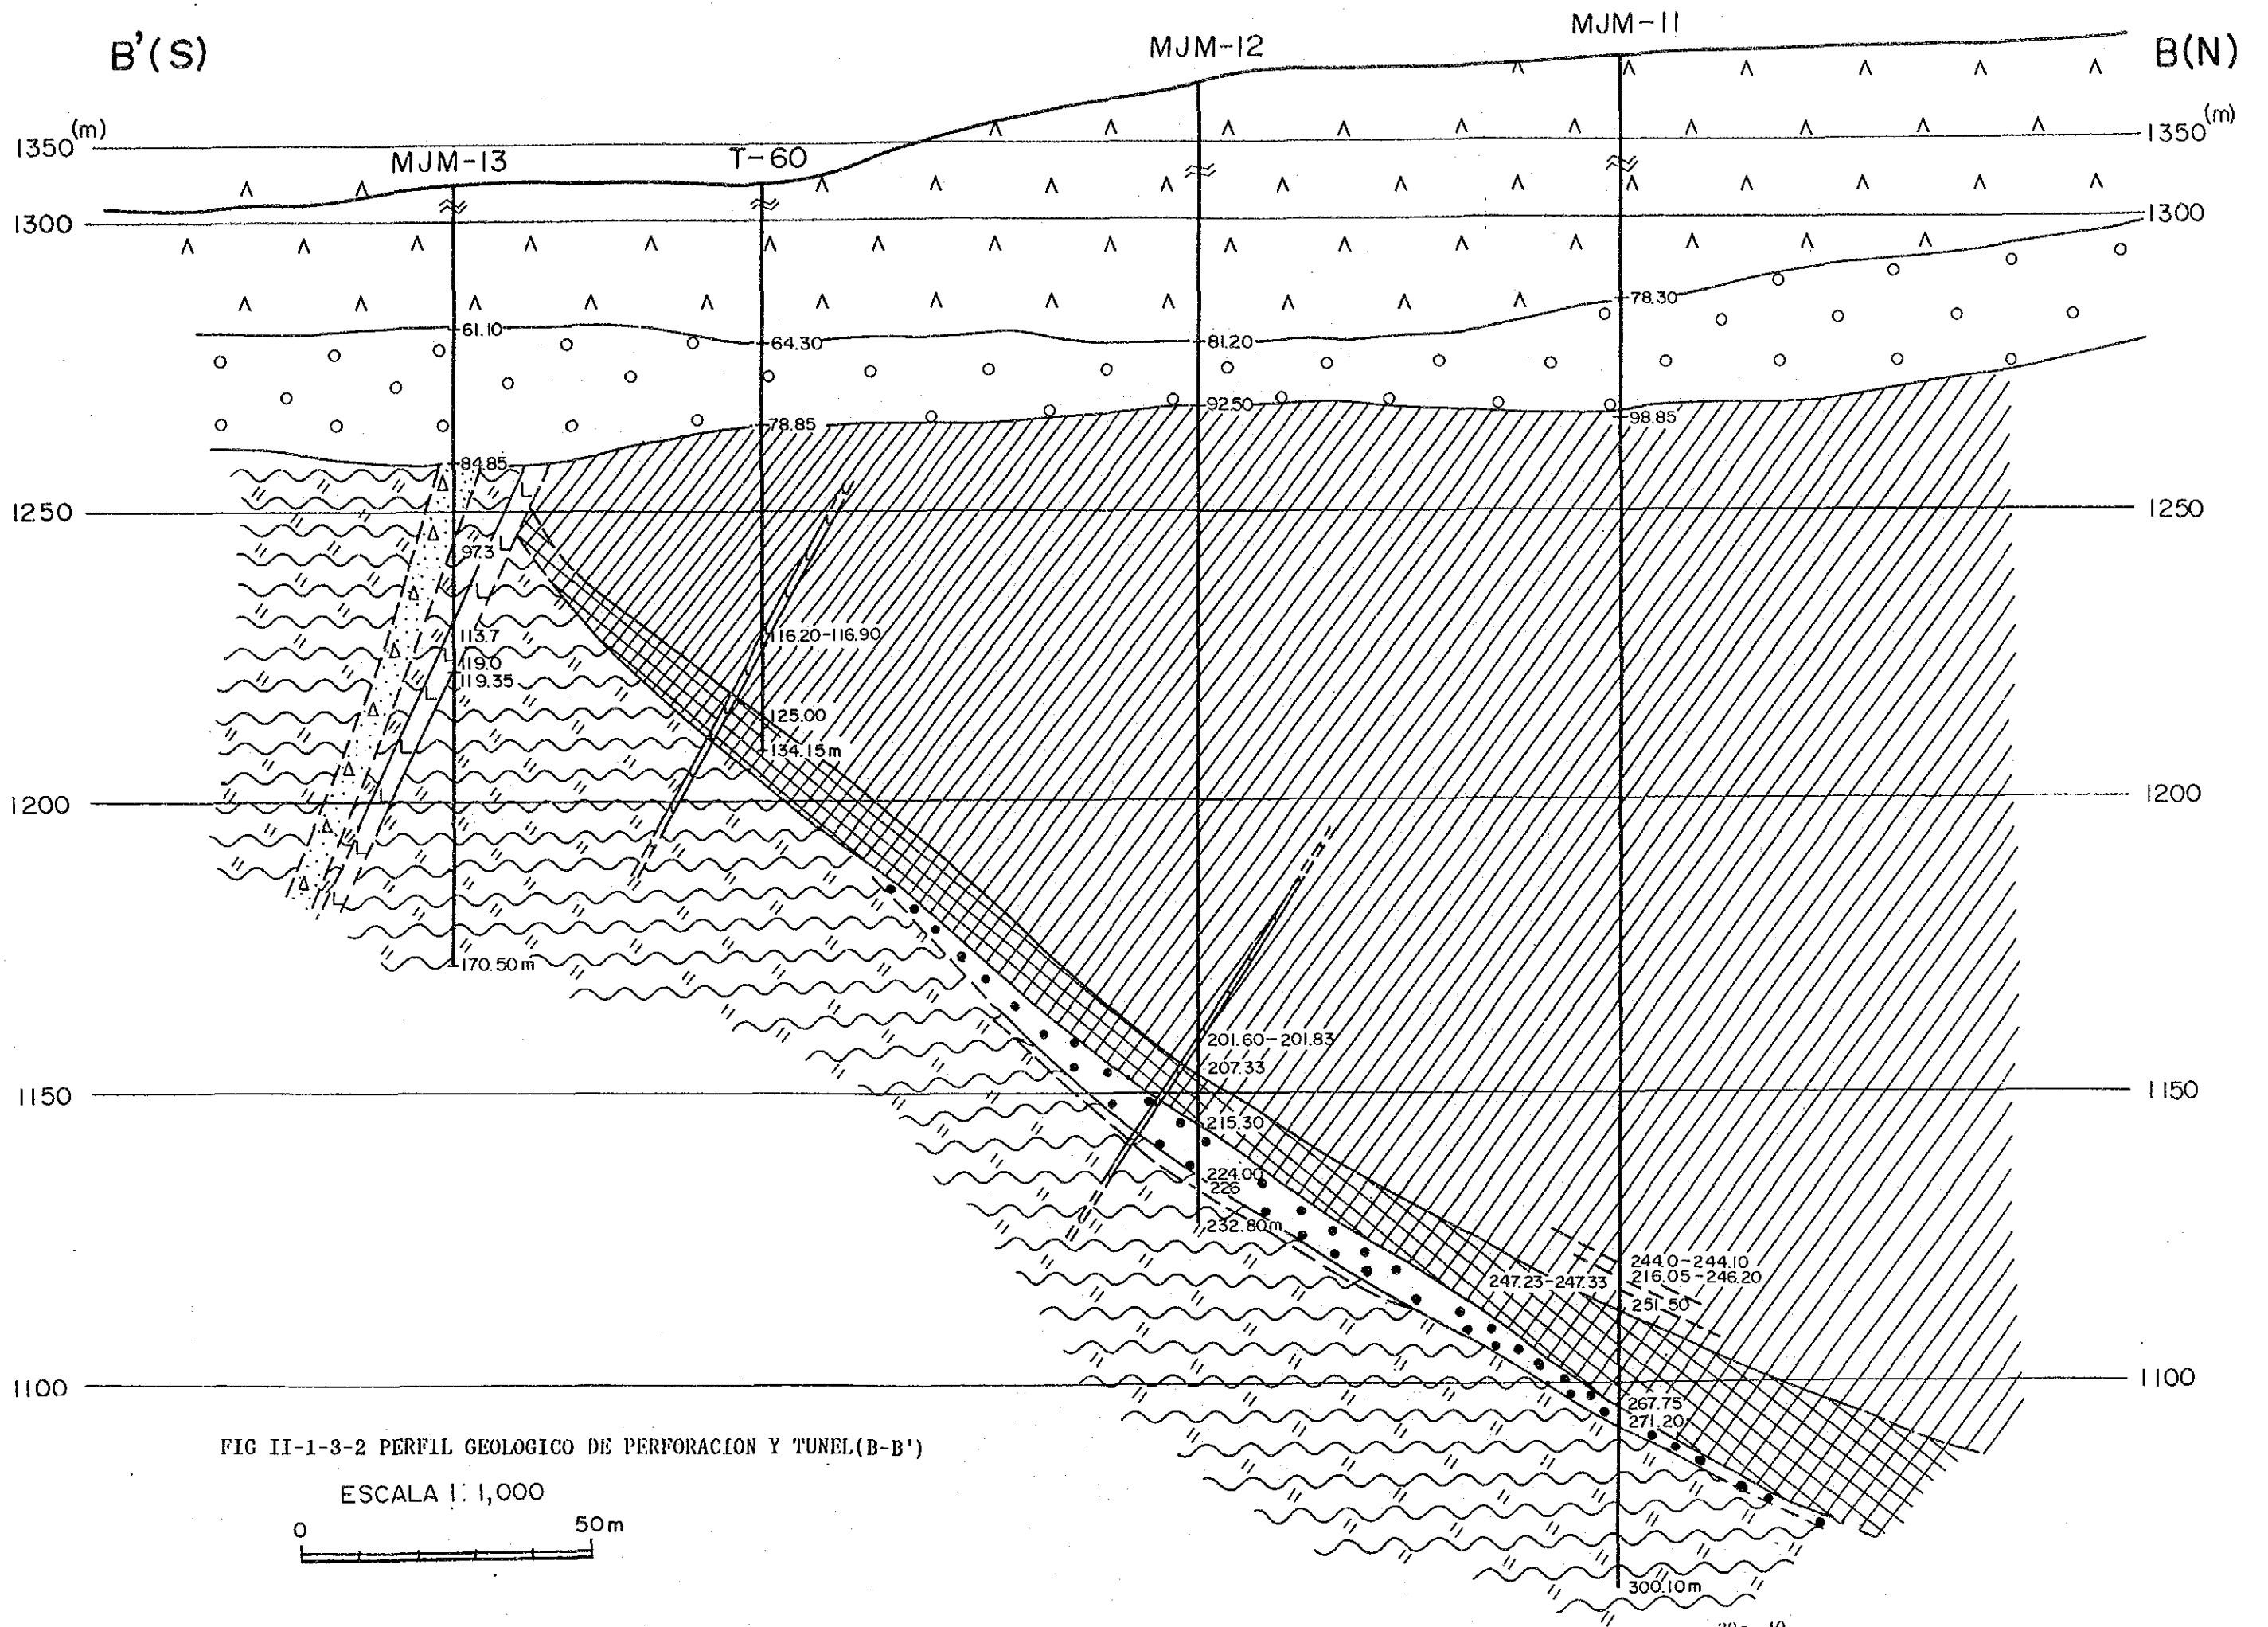 B'(S)
MJM-12
MJM-11
B(N)
(m)
1350
MJM-13
T-60
1350
(m)
1300
1300
61.10
64.30
81.20
78.30
84.85
78.85
92.50
98.85
1250
1250
97.3
113.7
119.0
119.35
116.20-116.90
125.00
134.15m
1200
1200
170.50m
201.60-201.83
207.33
1150
1150
215.30
224.00
226
232.80m
244.0-244.10
247.23-247.33
216.05-246.20
251.50
1100
1100
267.75
271.20
300.10m
FIG II-1-3-2 PERFIL GEOLOGICO DE PERFORACION Y TUNEL(B-B')
ESCALA 1:1,000
0
50m